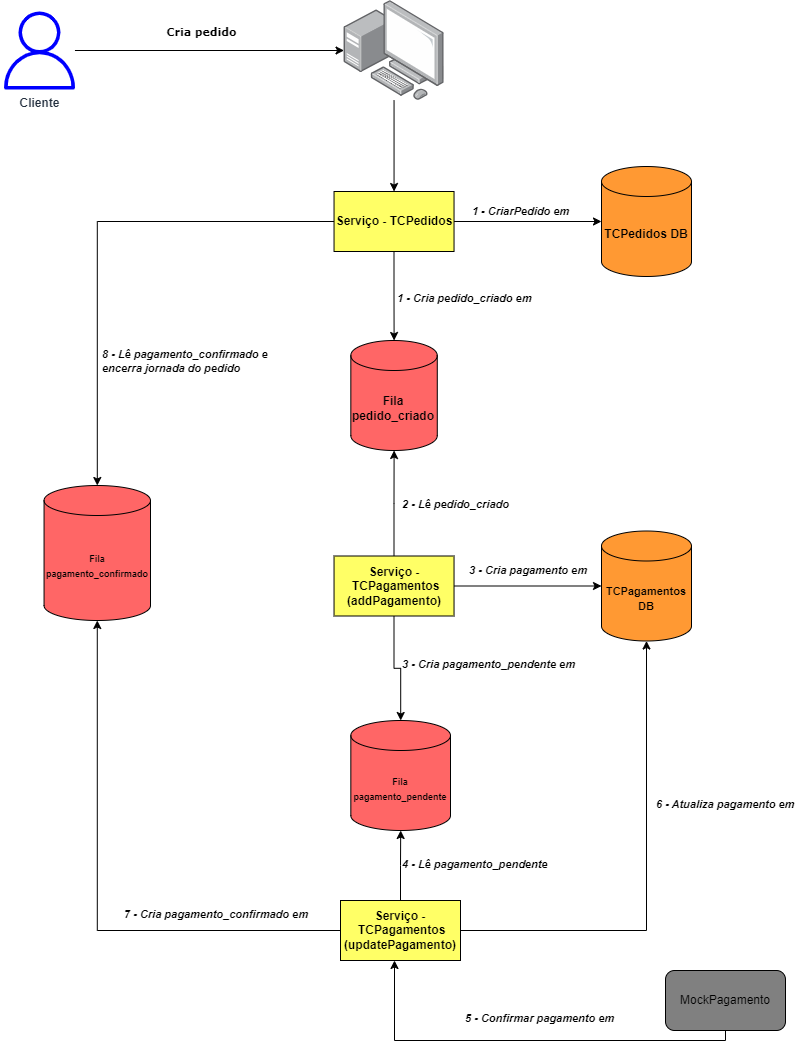 Cria pedido
Cliente
Serviço - TCPedidos
1 - CriarPedido em
TCPedidos DB
1 - Cria pedido_criado em
8 - Lê pagamento_confirmado e
encerra jornada do pedido
Fila
pedido_criado
2 - Lê pedido_criado
Fila
pagamento_confirmado
Serviço -
TCPagamentos
(addPagamento)
3 - Cria pagamento em
TCPagamentos
DB
3 - Cria pagamento_pendente em
Fila
pagamento_pendente
6 - Atualiza pagamento em
4 - Lê pagamento_pendente
7 - Cria pagamento_confirmado em
Serviço -
TCPagamentos
(updatePagamento)
MockPagamento
5 - Confirmar pagamento em